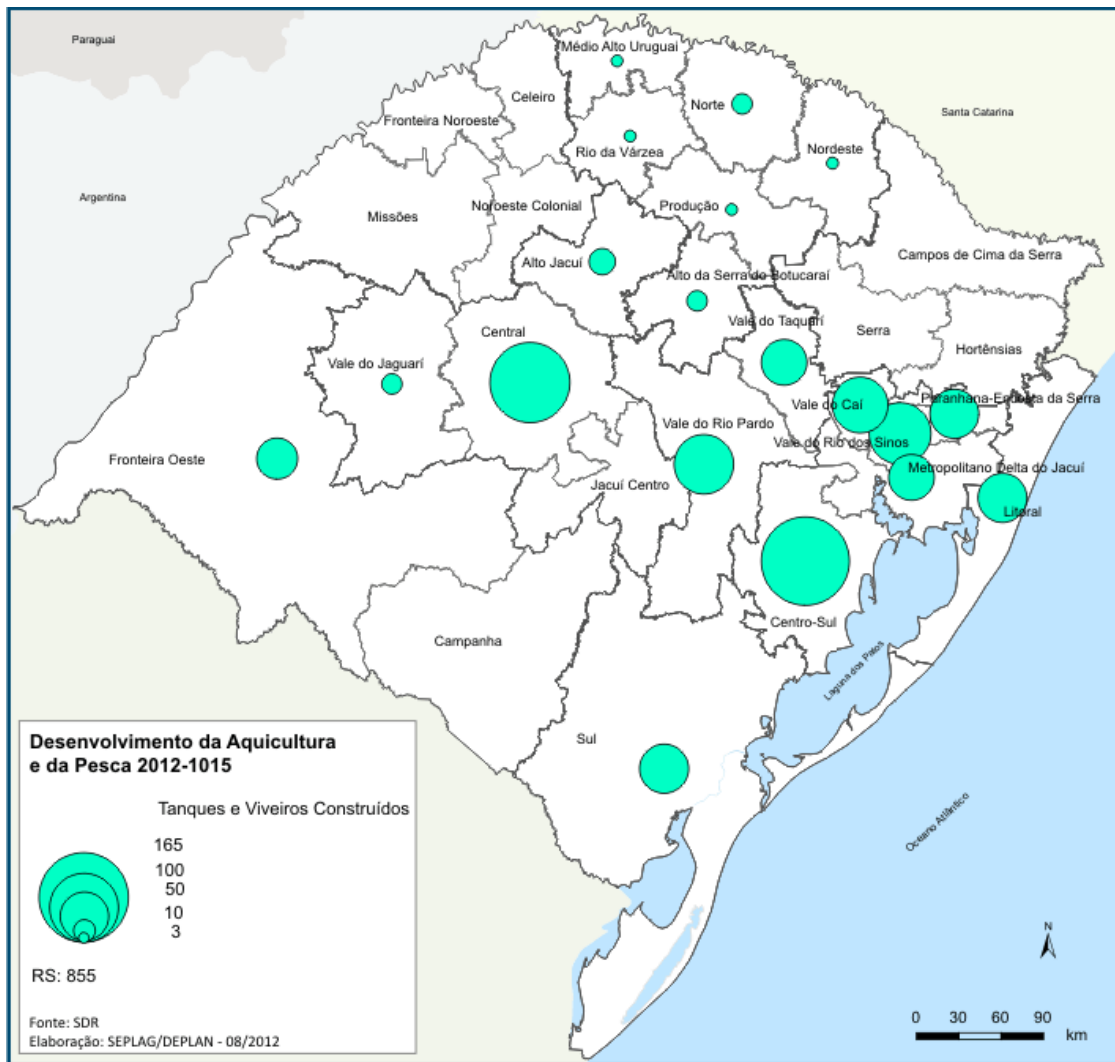 Paraguai
Médio Alto Uruguai
Celeiro
Norte
Fronteira Noroeste
Santa Catarina
Rio da Várzea
Nordeste
Argentina
Noroeste Colonial
Produção
Missões
Campos de Cima da Serra
Alto Jacuí
Alto da Serra do Botucaraí
Vale do Taquarí
Central
Serra
Hortênsias
Vale do Jaguarí
Paranhana-Encosta da Serra
Vale do Caí
Vale do Rio Pardo
Vale do Rio dos Sinos
Fronteira Oeste
Metropolitano Delta do Jacuí
Jacuí Centro
Litoral
Centro-Sul
Campanha
Laguna dos Patos
Sul
Oceano Atlântico
Desenvolvimento da Aquicultura
e da Pesca 2012-1015
Tanques e Viveiros Construídos
165
100
50
10
3
RS: 855
Fonte: SDR
Elaboração: SEPLAG/DEPLAN - 08/2012
N
0 30 60 90
km